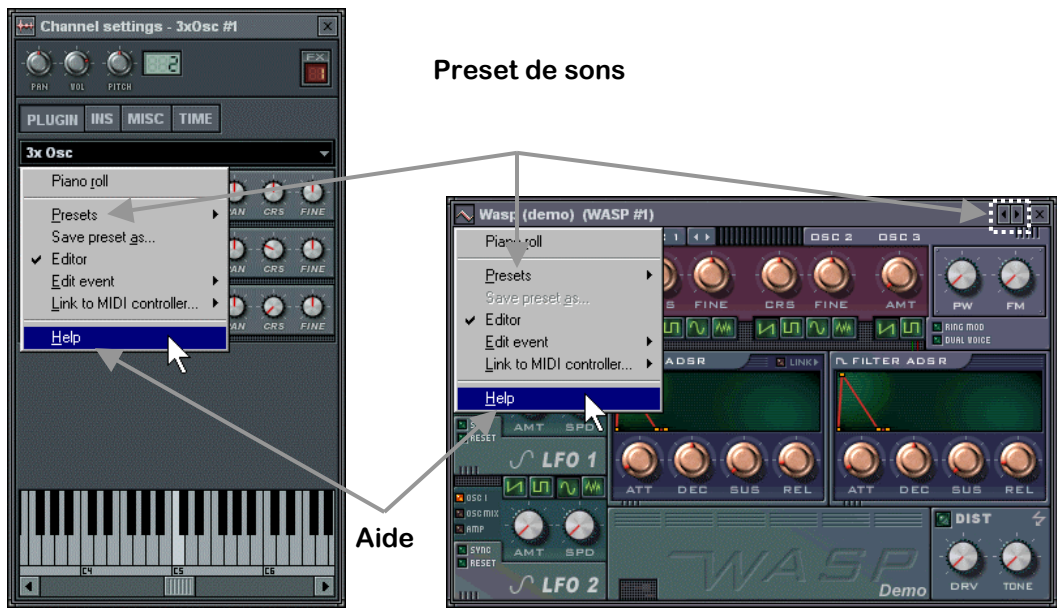 Channel settings - 3xOsc #1
PAN VOL PITCH
2
FX
1
PLUGIN INS MISC TIME
3x Osc
Piano roll
Presets
Save preset as...
Editor
Edit event
Link to MIDI controller...
Help
PAN CRS FINE
AN CRS FINE
AN CRS FINE
C4 C5 C6
Preset de sons
Aide
Wasp (demo) (WASP #1)
Piano roll
Presets
Save preset as...
Editor
Edit event
Link to MIDI controller...
Help
1 OSC 2 OSC 3
S FINE CRS FINE AMT
PW FM
RING MOD
DUAL VOICE
ADSR LINK
FILTER ADSR
AMT SPD
RESET
LFO 1
ATT DEC SUS REL
ATT DEC SUS REL
OSC 1
OSC MIX
AMP
SYNC
RESET
AMT SPD
LFO 2
WASP
Demo
DIST
DRV TONE